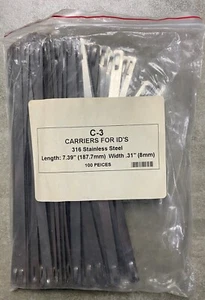 C-3
CARRIERS FOR ID'S
316 Stainless Steel
Length: 7.39" (187.7mm) Width .31" (8mm)
100 PEICES